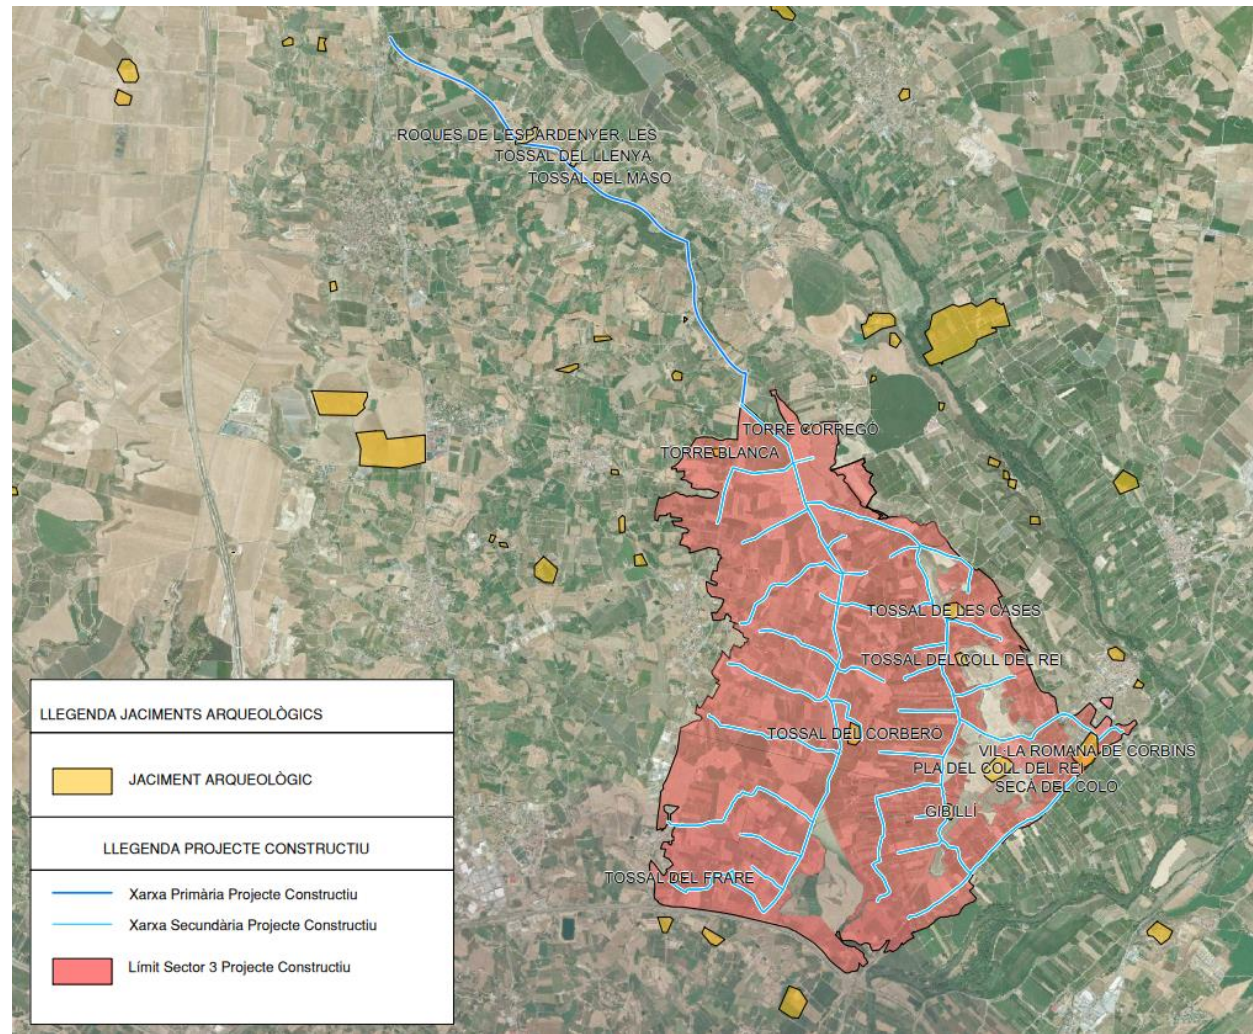 ROQUES DE L'ESPARDENYER, LES
TOSSAL DEL LLENYA
TOSSAL DEL MASO
TORRE CORREGÓ
TORRE BLANCA
TOSSAL DE LES CASES
TOSSAL DEL COLL DEL REI
TOSSAL DEL CORBERÓ
VIL·LA ROMANA DE CORBINS
PLÀ DEL COLL DEL REI
SECÀ DEL COLO
GIBILLÍ
TOSSAL DEL FRARE
LLEGENDA JACIMENTS ARQUEOLÒGICS
JACIMENT ARQUEOLÒGIC
LLEGENDA PROJECTE CONSTRUCTIU
Xarxa Primària Projecte Constructiu
Xarxa Secundària Projecte Constructiu
Límit Sector 3 Projecte Constructiu